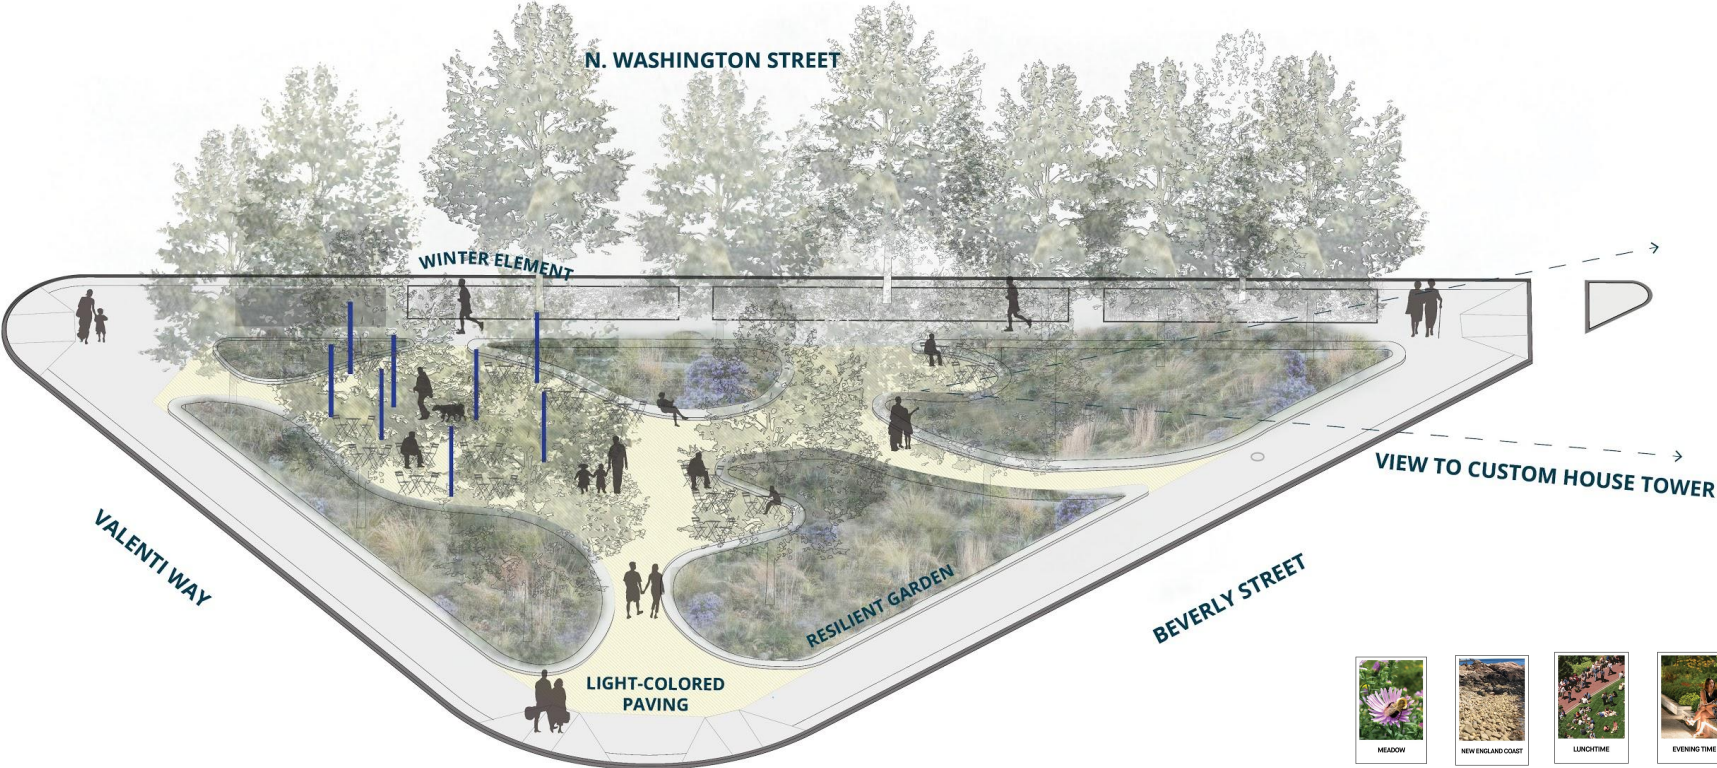 N. WASHINGTON STREET
WINTER ELEMENT
VIEW TO CUSTOM HOUSE TOWER
VALENTI WAY
BEVERLY STREET
RESILIENT GARDEN
LIGHT-COLORED
PAVING
MEADOW
NEW ENGLAND COAST
LUNCHTIME
EVENING TIME